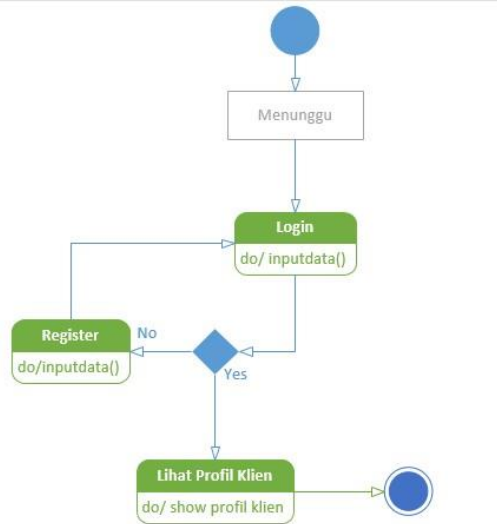 Menunggu
Login
do/ inputdata()
Register
do/inputdata()
No
Yes
Lihat Profil Klien
do/ show profil klien